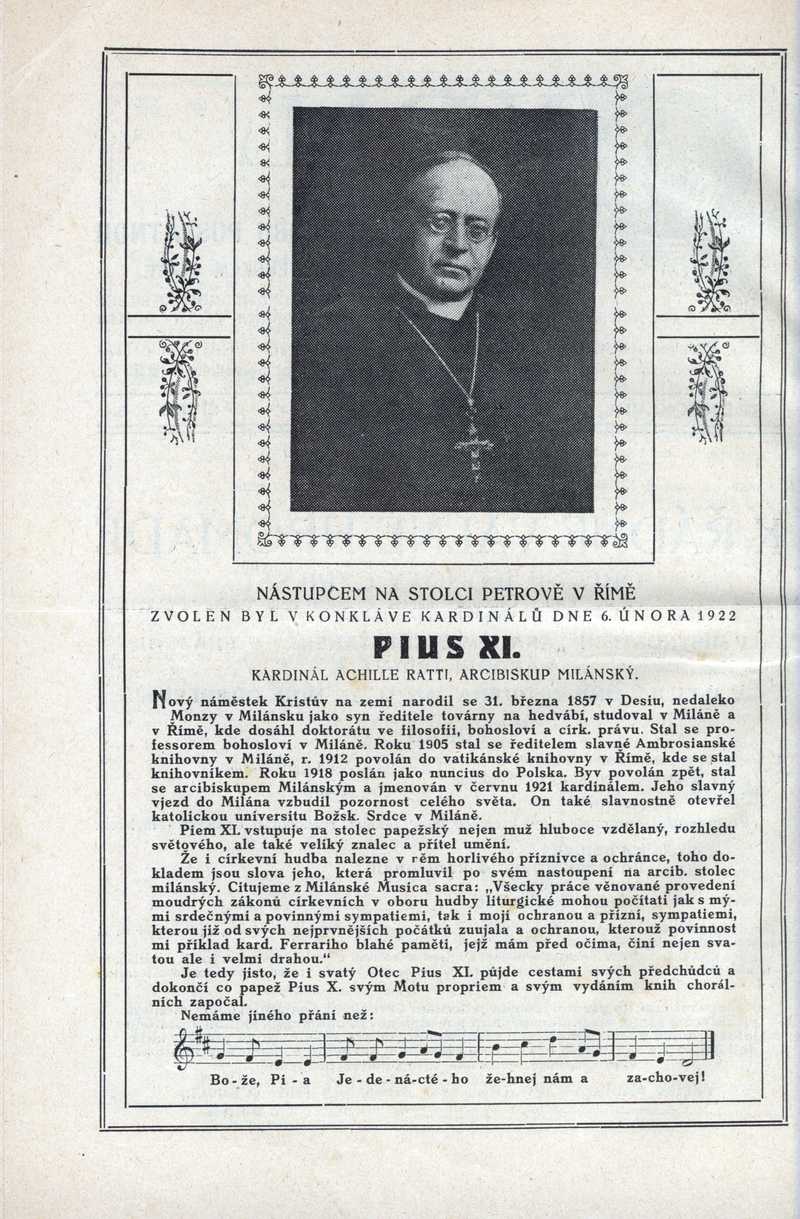 NÁSTUPCEM NA STOLCI PETROVĚ V ŘÍMĚ
ZVOLEN BYL V KONKLÁVE KARDINÁLŮ DNE 6. ÚNORA 1922
PIUS XI.
KARDINÁL ACHILLE RATTI, ARCIBISKUP MILÁNSKÝ.
Nový náměstek Kristův na zemi narodil se 31. března 1857 v Desiu, nedaleko
Monzy v Milánsku jako syn ředitele továrny na hedvábí, studoval v Miláně a
v Římě, kde dosáhl doktorátu ve filosofii, bohosloví a círk. právu. Stal se pro-
fessorem bohosloví v Miláně. Roku 1905 stal se ředitelem slavné Ambrosianské
knihovny v Miláně, r. 1912 povolán do vatikánské knihovny v Římě, kde se stal
knihovníkem. Roku 1918 poslán jako nuncius do Polska. Byv povolán zpět, stal
se arcibiskupem Milánským a jmenován v červnu 1921 kardinálem. Jeho slavný
vjezd do Milána vzbudil pozornost celého světa. On také slavnostně otevřel
katolickou universitu Božsk. Srdce v Miláně.
Piem XI. vstupuje na stolec papežský nejen muž hluboce vzdělaný, rozhledu
světového, ale také veliký znalec a přítel umění.
Že i církevní hudba nalezne v něm horlivého příznivce a ochránce, toho do-
kladem jsou slova jeho, která promluvil po svém nastoupení na arcib. stolec
milánský. Citujeme z Milánské Musica sacra: „Všecky práce věnované provedení
moudrých zákonů církevních v oboru hudby liturgické mohou počítati jak s mý-
mi srdečnými a povinnými sympatiemi, tak i mojí ochranou a přízní, sympatiemi,
kterou již od svých nejprvnějších počátků zuujala a ochranou, kterouž povinnost
mi příklad kard. Ferrariho blahé paměti, jejž mám před očima, činí nejen sva-
tou ale i velmi drahou.“
Je tedy jisto, že i svatý Otec Pius XI. půjde cestami svých předchůdců a
dokončí co papež Pius X. svým Motu propriem a svým vydáním knih chorál-
ních započal.
Nemáme jiného přání než:
Bo-že, Pi-a Je-de-ná-cté-ho že-hnej nám a za-cho-vej!